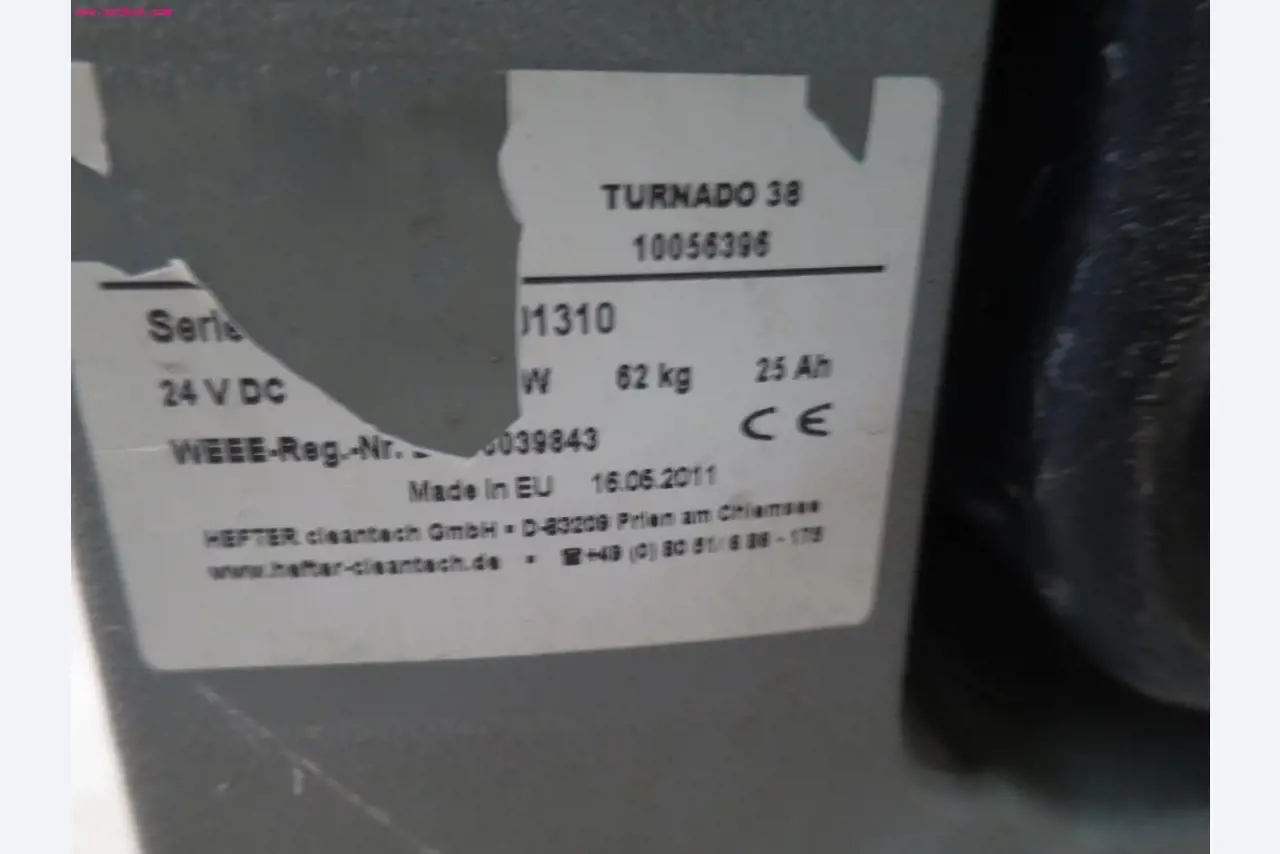 TURNADO 38
10056396
Serie 01310
24 V DC W 62 kg 25 Ah
WEEE-Reg.-Nr. 0039843
CE
Made in EU 16.06.2011
HEFTER cleantech GmbH • D-83209 Prien am Chiemsee
www.hefter-cleantech.de • ☎+49 (0) 80 51/ 6 86 - 175